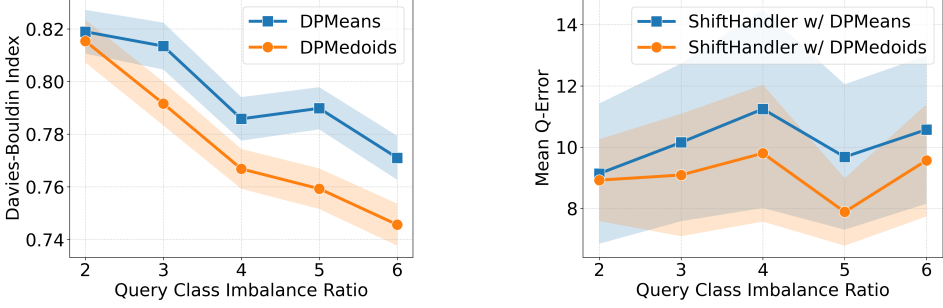 Davies-Bouldin Index
0.82
0.80
0.78
0.76
0.74
DPMeans
DPMedoids
2 3 4 5 6
Query Class Imbalance Ratio
Mean Q-Error
14
12
10
8
ShiftHandler w/ DPMeans
ShiftHandler w/ DPMedoids
2 3 4 5 6
Query Class Imbalance Ratio